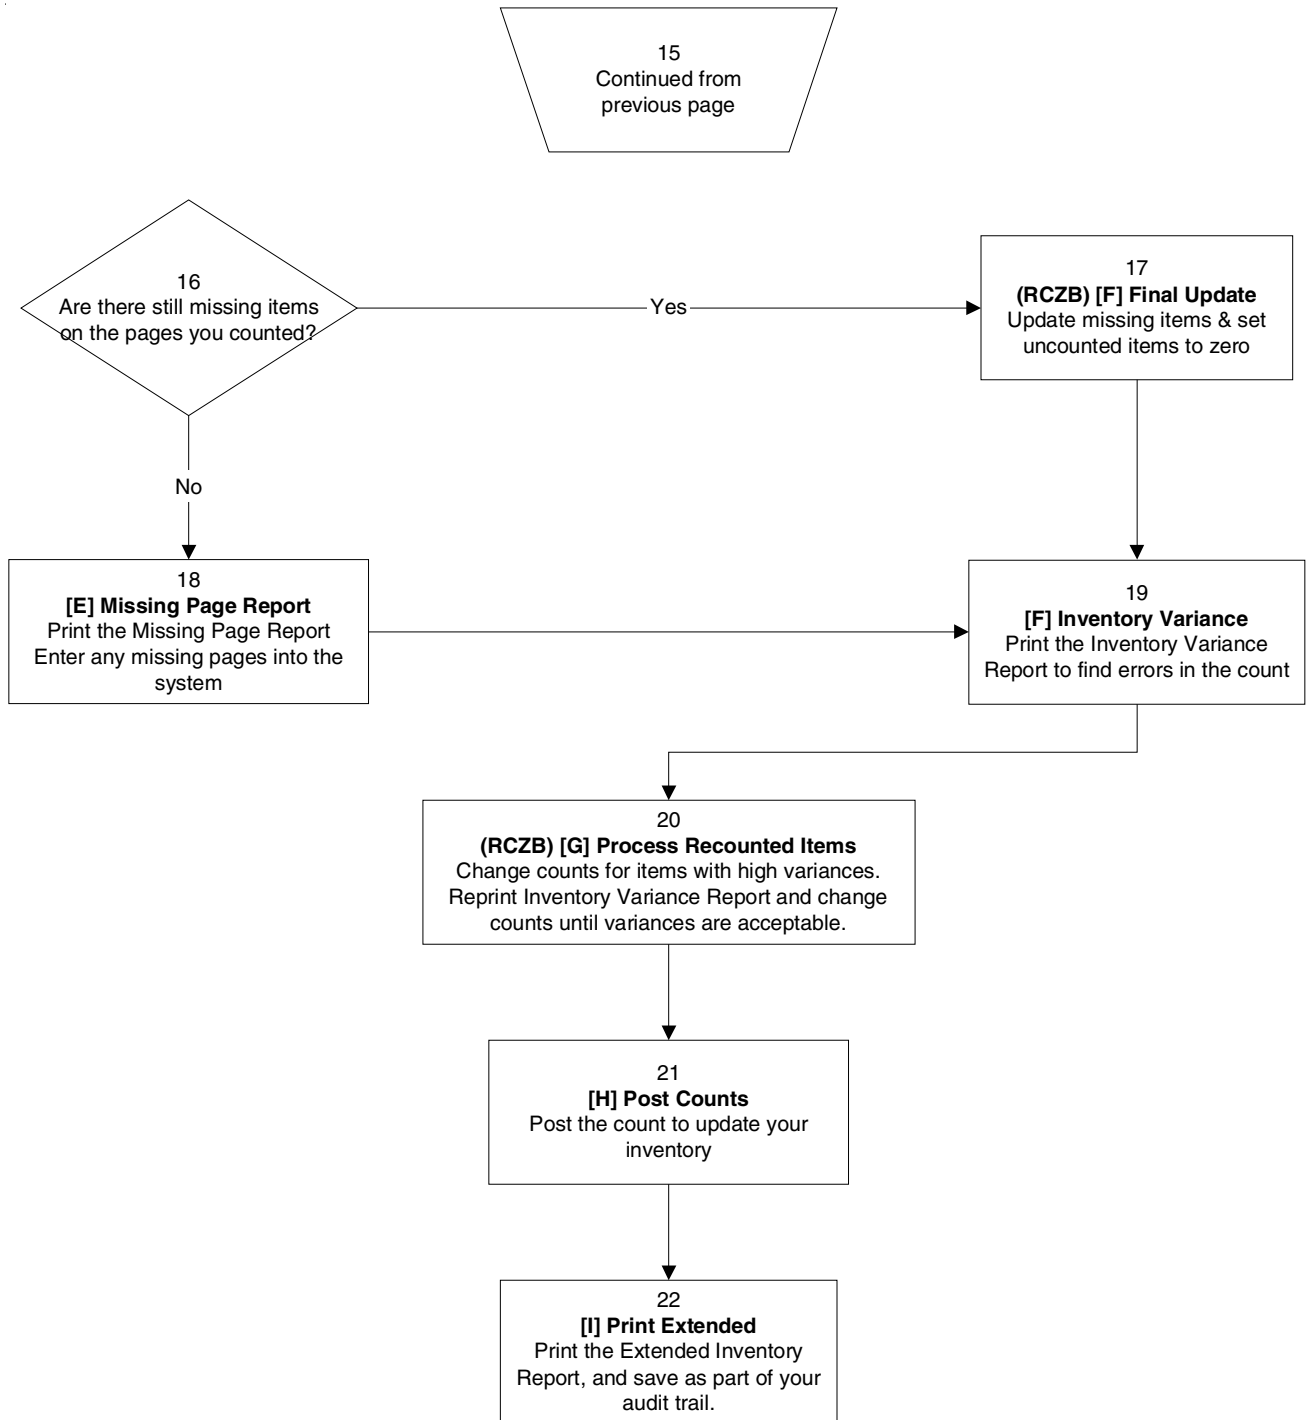 15
Continued from
previous page
16
Are there still missing items
on the pages you counted?
Yes
17
(RCZB) [F] Final Update
Update missing items & set
uncounted items to zero
No
18
[E] Missing Page Report
Print the Missing Page Report
Enter any missing pages into the
system
19
[F] Inventory Variance
Print the Inventory Variance
Report to find errors in the count
20
(RCZB) [G] Process Recounted Items
Change counts for items with high variances.
Reprint Inventory Variance Report and change
counts until variances are acceptable.
21
[H] Post Counts
Post the count to update your
inventory
22
[I] Print Extended
Print the Extended Inventory
Report, and save as part of your
audit trail.